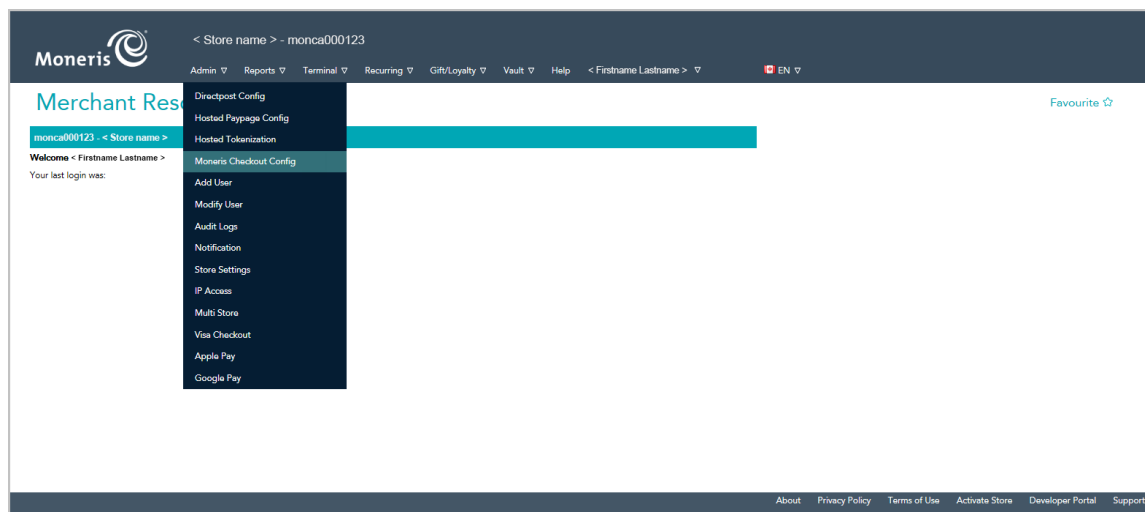 Moneris
< Store name > - monca000123
Admin ▽ Reports ▽ Terminal ▽ Recurring ▽ Gift/Loyalty ▽ Vault ▽ Help < Firstname Lastname > ▽ EN ▽
Merchant Res
Favourite ☆
monca000123 - < Store name >
Welcome < Firstname Lastname >
Your last login was:
Directpost Config
Hosted Paypage Config
Hosted Tokenization
Moneris Checkout Config
Add User
Modify User
Audit Logs
Notification
Store Settings
IP Access
Multi Store
Visa Checkout
Apple Pay
Google Pay
About Privacy Policy Terms of Use Activate Store Developer Portal Support